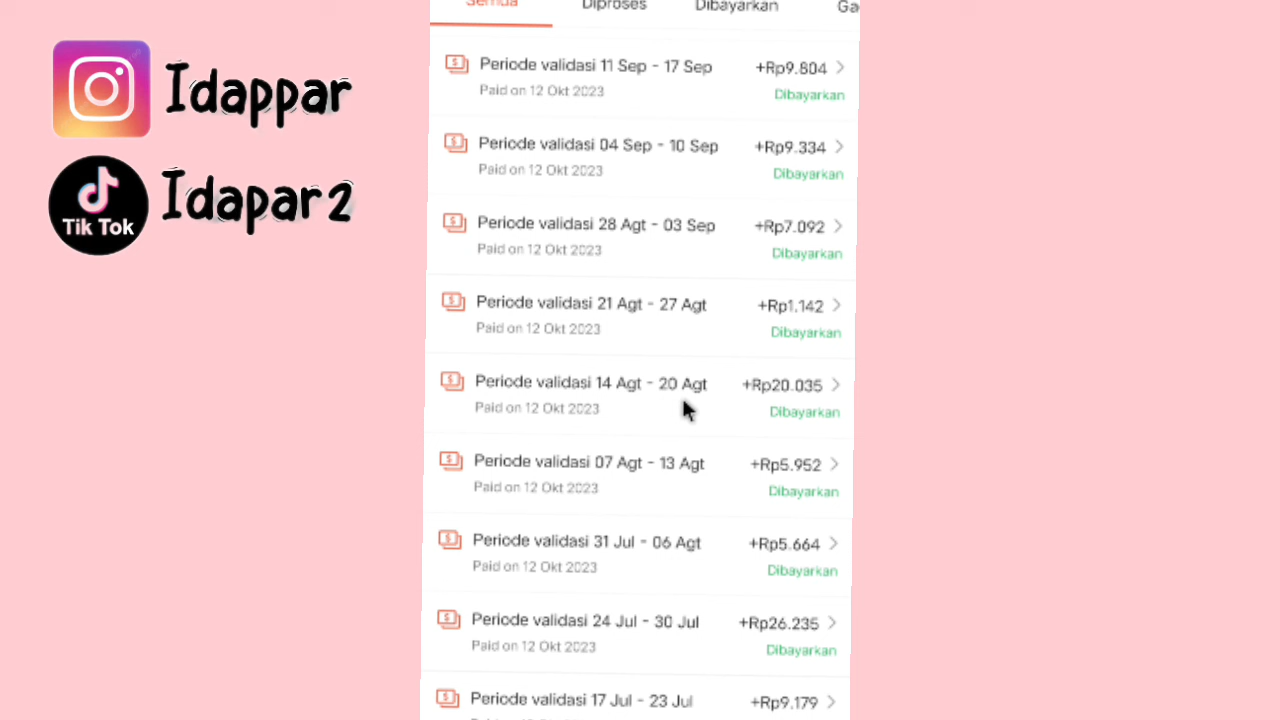 Idappar
Tik Tok
Idapar 2
Semua
Diproses
Dibayarkan
Periode validasi 11 Sep - 17 Sep
+Rp9.804
Paid on 12 Okt 2023
Dibayarkan
Periode validasi 04 Sep - 10 Sep
+Rp9.334
Paid on 12 Okt 2023
Dibayarkan
Periode validasi 28 Agt - 03 Sep
+Rp7.092
Paid on 12 Okt 2023
Dibayarkan
Periode validasi 21 Agt - 27 Agt
+Rp1.142
Paid on 12 Okt 2023
Dibayarkan
Periode validasi 14 Agt - 20 Agt
+Rp20.035
Paid on 12 Okt 2023
Dibayarkan
Periode validasi 07 Agt - 13 Agt
+Rp5.952
Paid on 12 Okt 2023
Dibayarkan
Periode validasi 31 Jul - 06 Agt
+Rp5.664
Paid on 12 Okt 2023
Dibayarkan
Periode validasi 24 Jul - 30 Jul
+Rp26.235
Paid on 12 Okt 2023
Dibayarkan
Periode validasi 17 Jul - 23 Jul
+Rp9.179